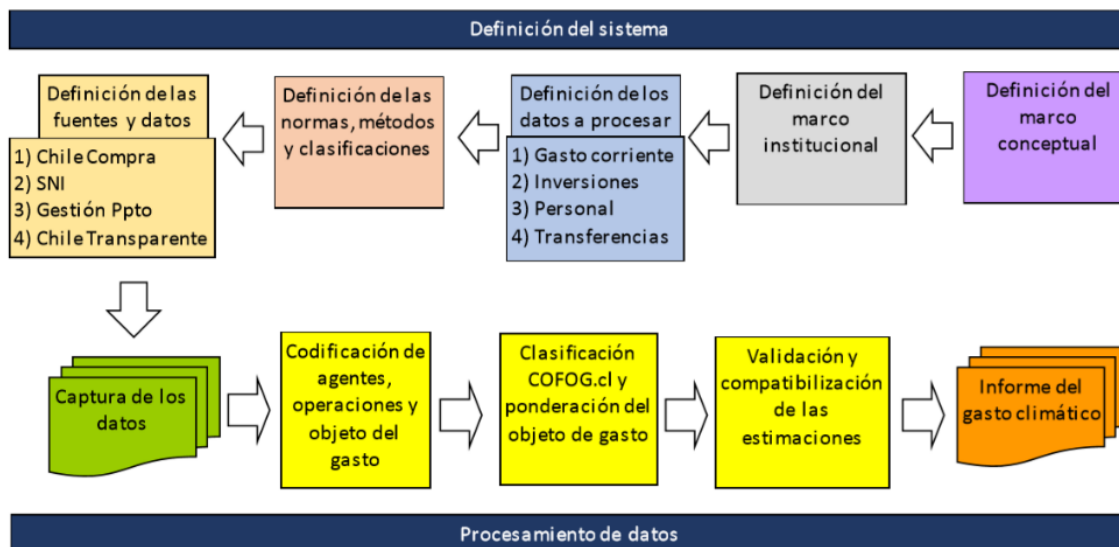 Definición del sistema
Definición de las
fuentes y datos
1) Chile Compra
2) SNI
3) Gestión Ppto
4) Chile Transparente
Definición de las
normas, métodos
y clasificaciones
Definición de los
datos a procesar
1) Gasto corriente
2) Inversiones
3) Personal
4) Transferencias
Definición del
marco
institucional
Definición del
marco
conceptual
Captura de los
datos
Codificación de
agentes,
operaciones y
objeto del
gasto
Clasificación
COFOG.cl y
ponderación del
objeto de gasto
Validación y
compatibilización
de las
estimaciones
Informe del
gasto climático
Procesamiento de datos